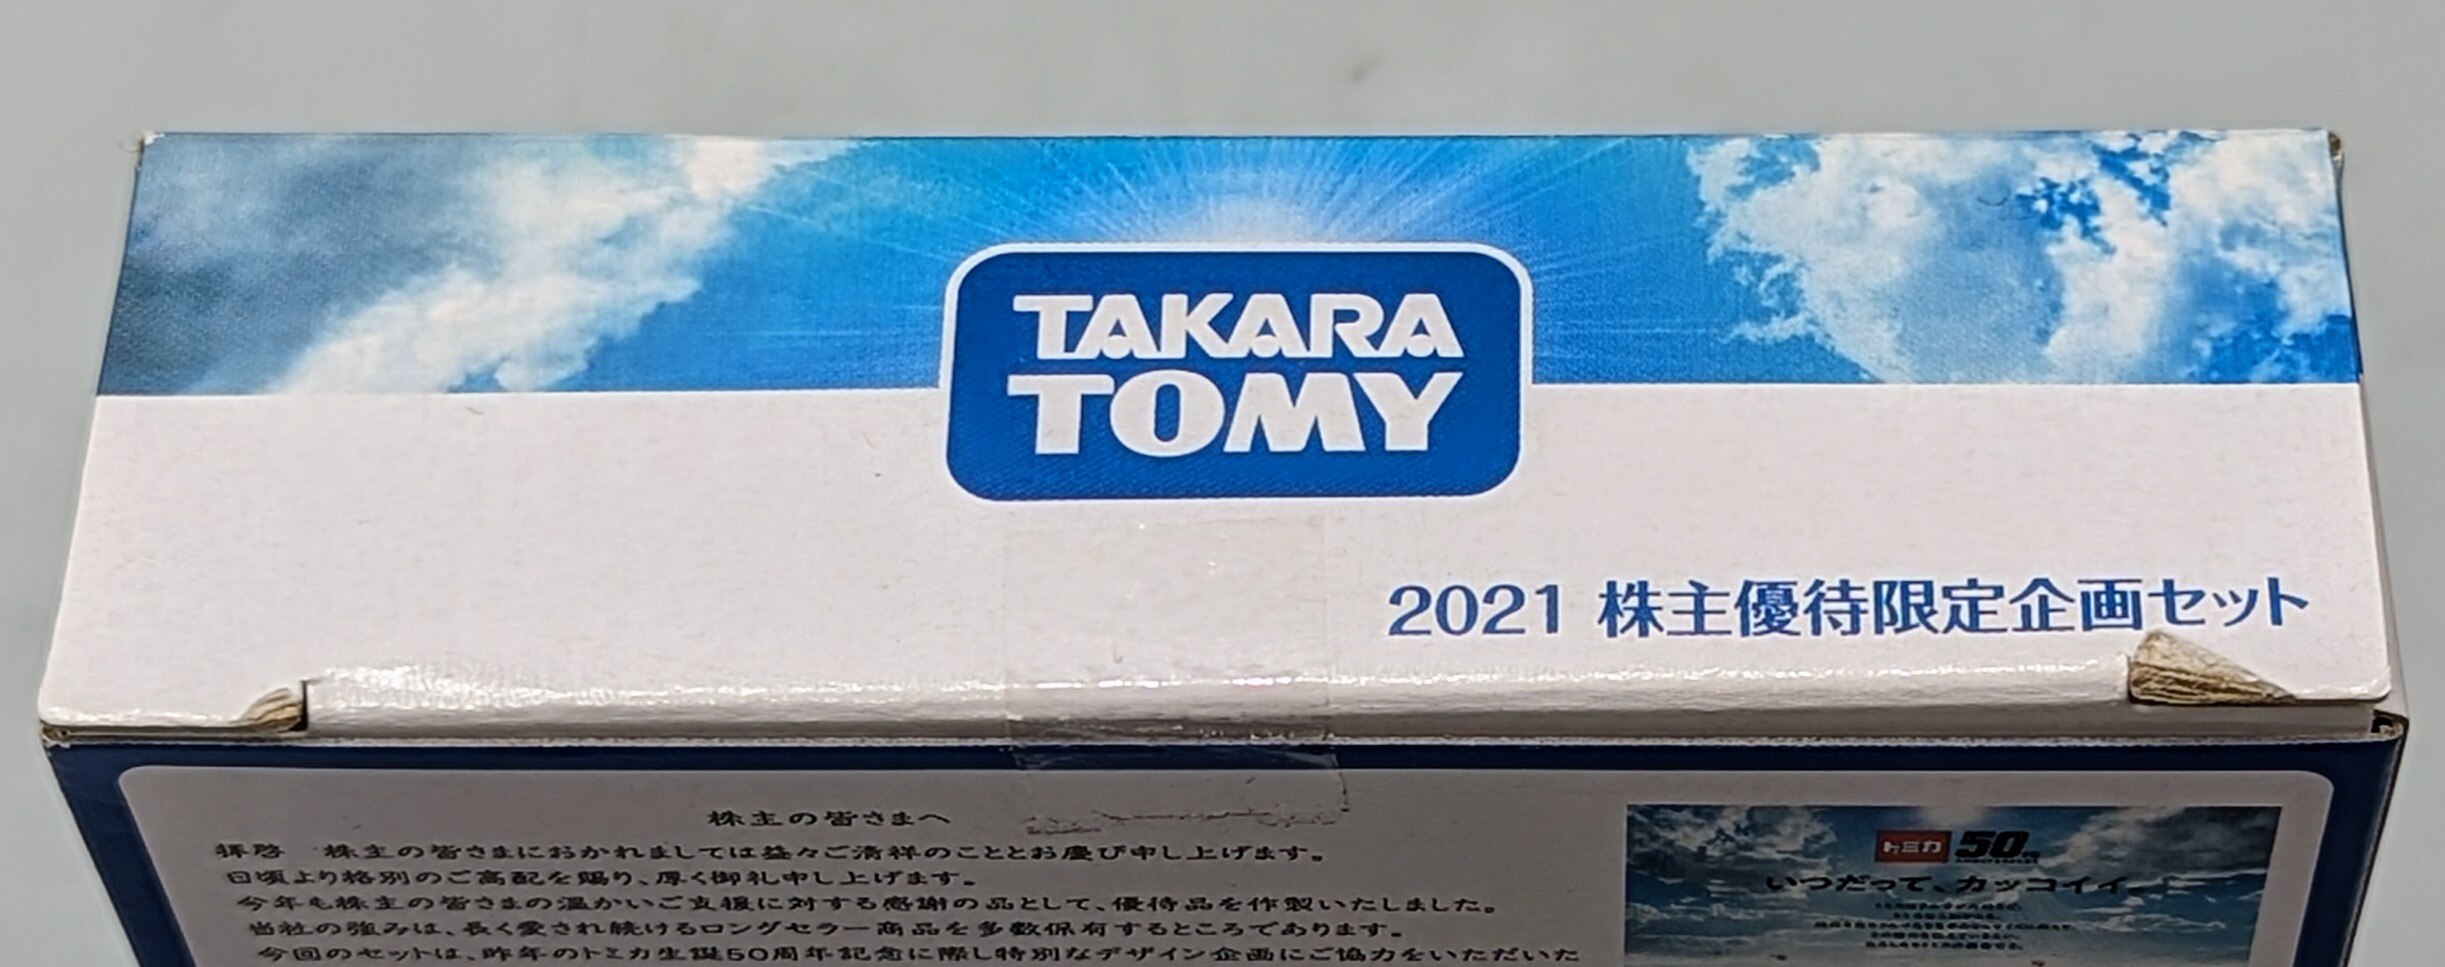 TAKARA
TOMY
2021 株主優待限定企画セット
株主の皆さまへ
拝啓 株主の皆さまにおかれましては益々ご清祥のこととお慶び申し上げます。
日頃より格別のご高配を賜り、厚く御礼申し上げます。
今年も株主の皆さまの温かいご支援に対する感謝の品として、優待品を作製いたしました。
当社の強みは、長く愛され続けるロングセラー商品を多数保有するところであります。
今回のセットは、昨年のトミカ生誕50周年記念に際し特別なデザイン企画にご協力をいただいた
トミカ 50
いつだって、カッコイイ